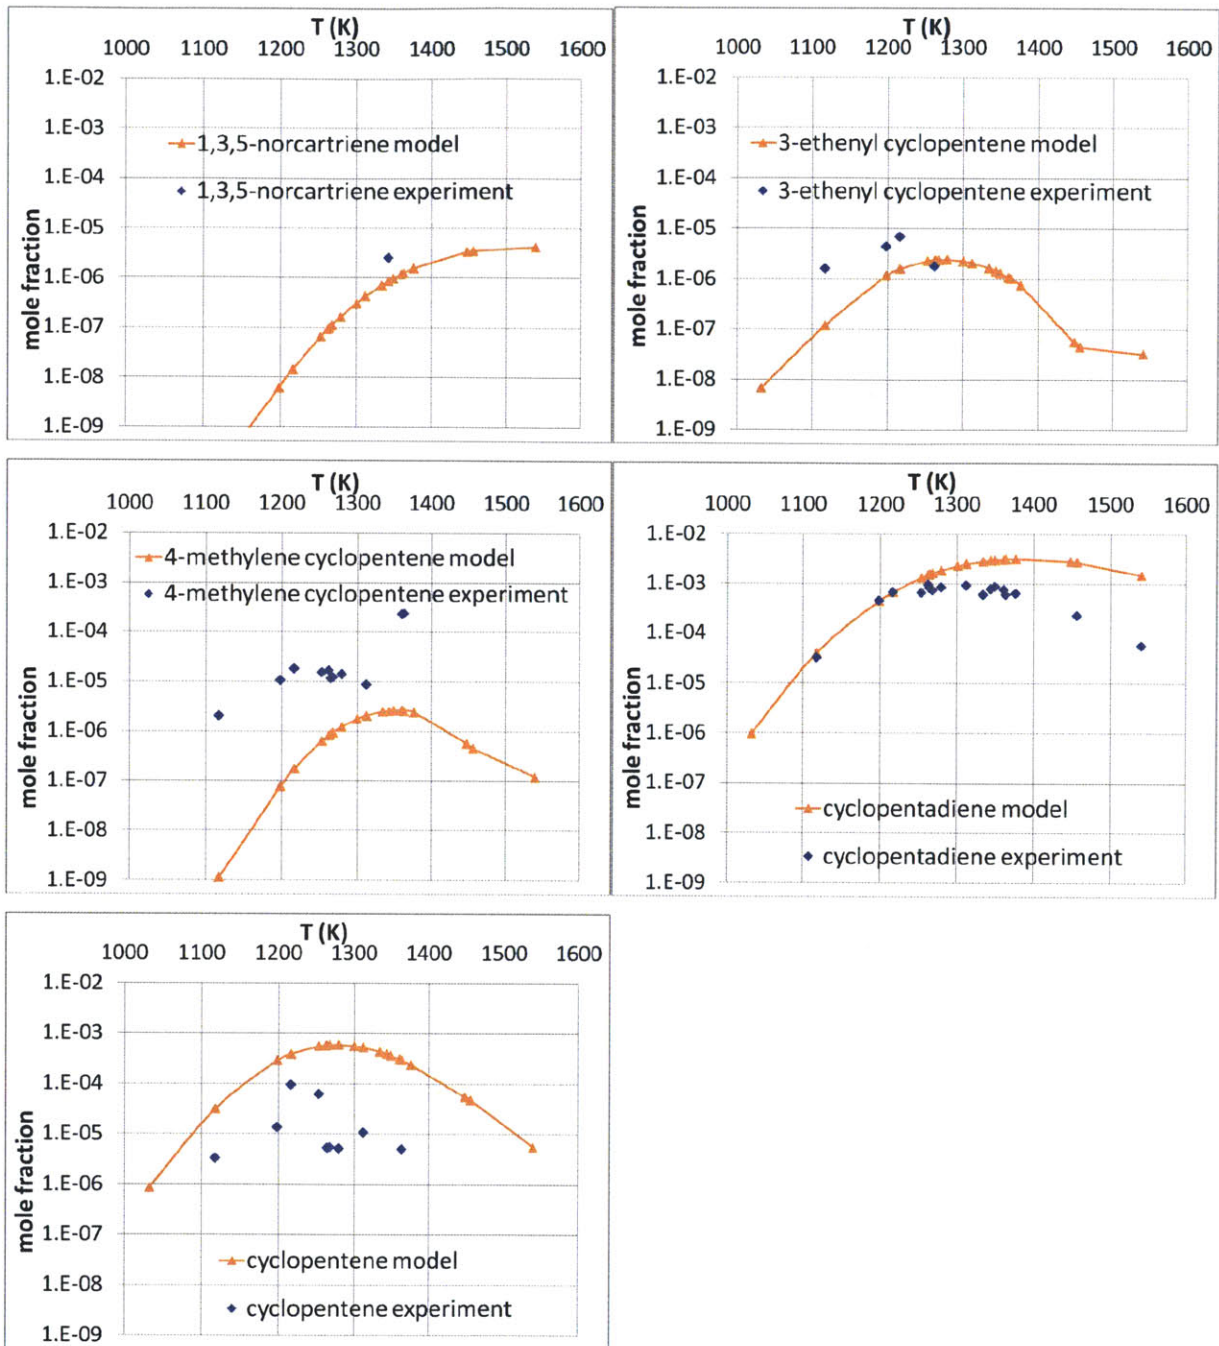 T (K)
1000 1100 1200 1300 1400 1500 1600
1.E-02
1.E-03
1.E-04
1.E-05
1.E-06
1.E-07
1.E-08
1.E-09
mole fraction
1,3,5-norcartriene model
1,3,5-norcartriene experiment
T (K)
1000 1100 1200 1300 1400 1500 1600
1.E-02
1.E-03
1.E-04
1.E-05
1.E-06
1.E-07
1.E-08
1.E-09
mole fraction
3-ethenyl cyclopentene model
3-ethenyl cyclopentene experiment
T (K)
1000 1100 1200 1300 1400 1500 1600
1.E-02
1.E-03
1.E-04
1.E-05
1.E-06
1.E-07
1.E-08
1.E-09
mole fraction
4-methylene cyclopentene model
4-methylene cyclopentene experiment
T (K)
1000 1100 1200 1300 1400 1500 1600
1.E-02
1.E-03
1.E-04
1.E-05
1.E-06
1.E-07
1.E-08
1.E-09
mole fraction
cyclopentadiene model
cyclopentadiene experiment
T (K)
1000 1100 1200 1300 1400 1500 1600
1.E-02
1.E-03
1.E-04
1.E-05
1.E-06
1.E-07
1.E-08
1.E-09
mole fraction
cyclopentene model
cyclopentene experiment